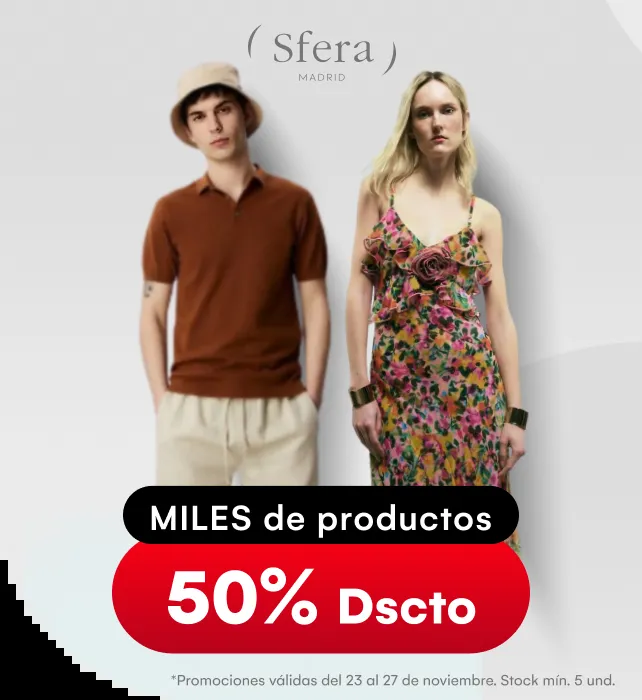 ( Sfera )
MADRID
MILES de productos
50% Dscto
*Promociones válidas del 23 al 27 de noviembre. Stock mín. 5 und.